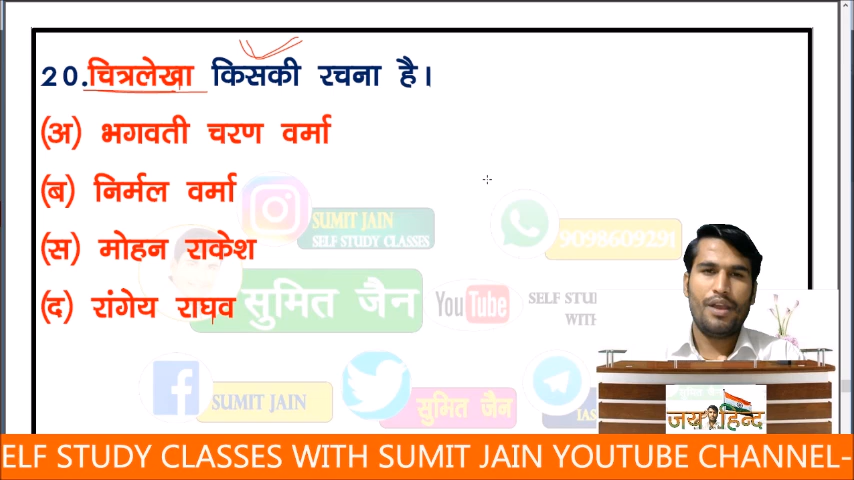 20.चित्रलेखा किसकी रचना है।
(अ) भगवती चरण वर्मा
(ब) निर्मल वर्मा
(स) मोहन राकेश
(द) रांगेय राघव
SUMIT JAIN
SELF STUDY CLASSES
9098609291
सुमित जैन
YouTube
SELF STU
WITH
SUMIT JAIN
सुमित जैन
IAS
जय हिन्द
ELF STUDY CLASSES WITH SUMIT JAIN YOUTUBE CHANNEL-